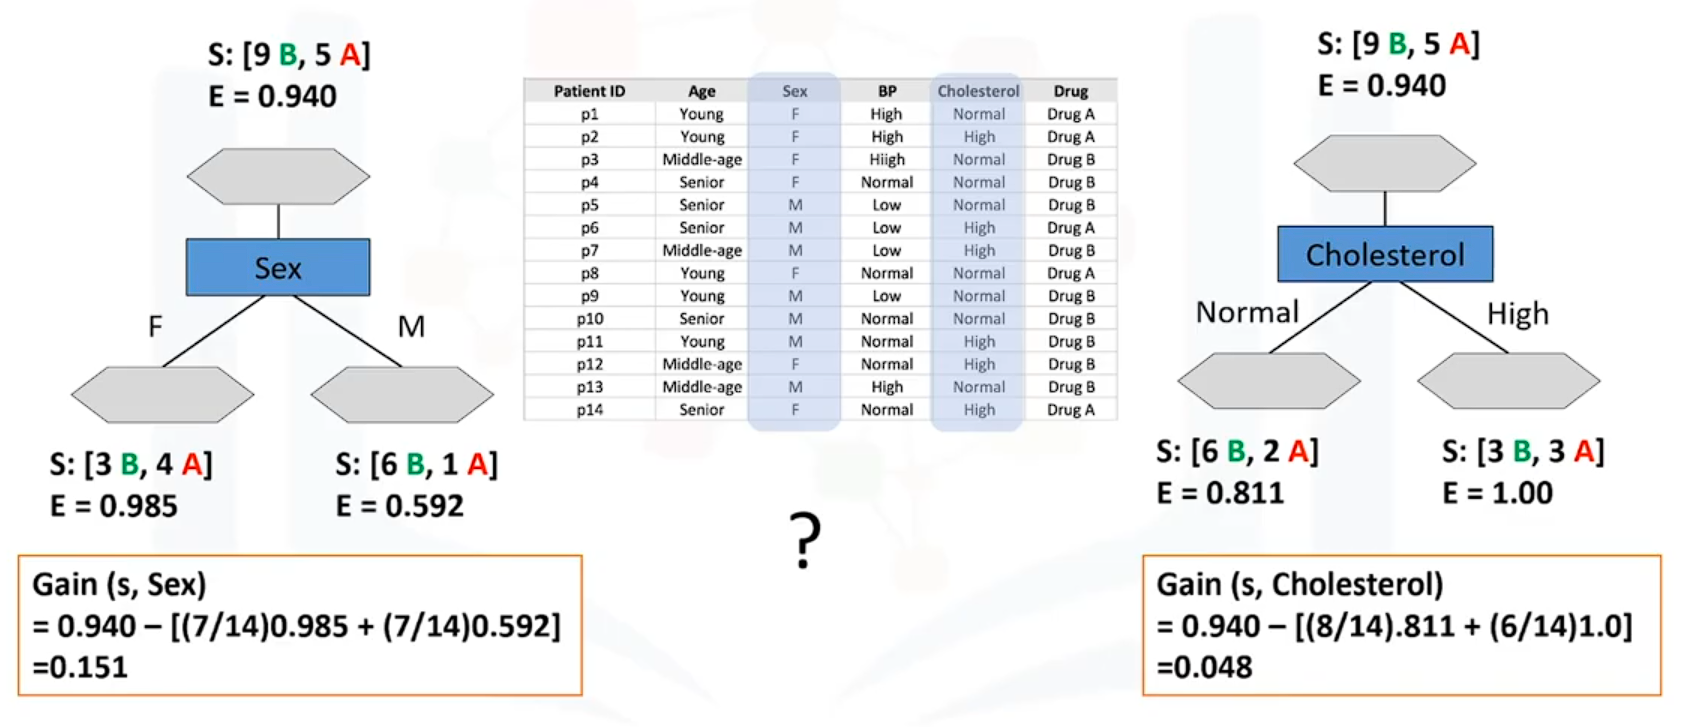 S: [9 B, 5 A]
E = 0.940
Sex
F
M
S: [3 B, 4 A]
E = 0.985
S: [6 B, 1 A]
E = 0.592
Gain (s, Sex)
= 0.940 – [(7/14)0.985 + (7/14)0.592]
=0.151
Patient ID Age Sex BP Cholesterol Drug
p1 Young F High Normal Drug A
p2 Young F High High Drug A
p3 Middle-age F Hiigh Normal Drug B
p4 Senior F Normal Normal Drug B
p5 Senior M Low Normal Drug B
p6 Senior M Low High Drug A
p7 Middle-age M Low High Drug B
p8 Young F Normal Normal Drug A
p9 Young M Low Normal Drug B
p10 Senior M Normal Normal Drug B
p11 Young M Normal High Drug B
p12 Middle-age F Normal High Drug B
p13 Middle-age M High Normal Drug B
p14 Senior F Normal High Drug A
?
S: [9 B, 5 A]
E = 0.940
Cholesterol
Normal
High
S: [6 B, 2 A]
E = 0.811
S: [3 B, 3 A]
E = 1.00
Gain (s, Cholesterol)
= 0.940 – [(8/14).811 + (6/14)1.0]
=0.048